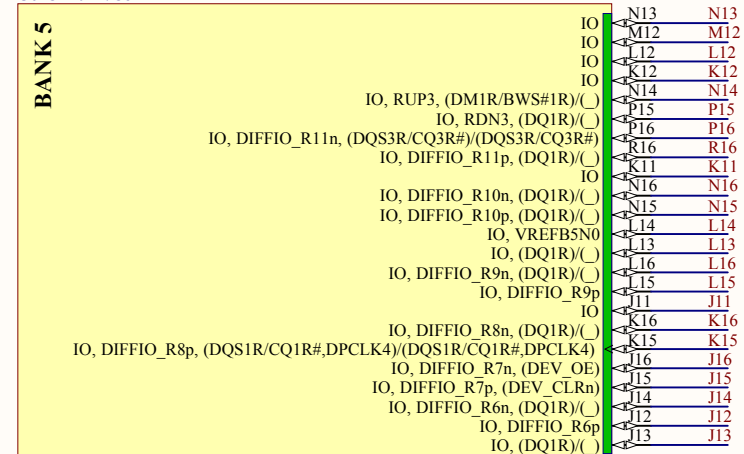 BANK 5
IO N13 N13
IO M12 M12
IO L12 L12
IO K12 K12
IO, RUP3, (DM1R/BWS#1R)/(_) N14 N14
IO, RDN3, (DQ1R)/(_) P15 P15
IO, DIFFIO_R11n, (DQS3R/CQ3R#)/(DQS3R/CQ3R#) P16 P16
IO, DIFFIO_R11p, (DQ1R)/(_) R16 R16
IO K11 K11
IO, DIFFIO_R10n, (DQ1R)/(_) N16 N16
IO, DIFFIO_R10p, (DQ1R)/(_) N15 N15
IO, VREFB5N0 L14 L14
IO, (DQ1R)/(_) L13 L13
IO, DIFFIO_R9n, (DQ1R)/(_) L16 L16
IO, DIFFIO_R9p L15 L15
IO J11 J11
IO, DIFFIO_R8n, (DQ1R)/(_) K16 K16
IO, DIFFIO_R8p, (DQS1R/CQ1R#,DPCLK4)/(DQS1R/CQ1R#,DPCLK4) K15 K15
IO, DIFFIO_R7n, (DEV_OE) J16 J16
IO, DIFFIO_R7p, (DEV_CLRn) J15 J15
IO, DIFFIO_R6n, (DQ1R)/(_) J14 J14
IO, DIFFIO_R6p J12 J12
IO, (DQ1R)/(_) J13 J13